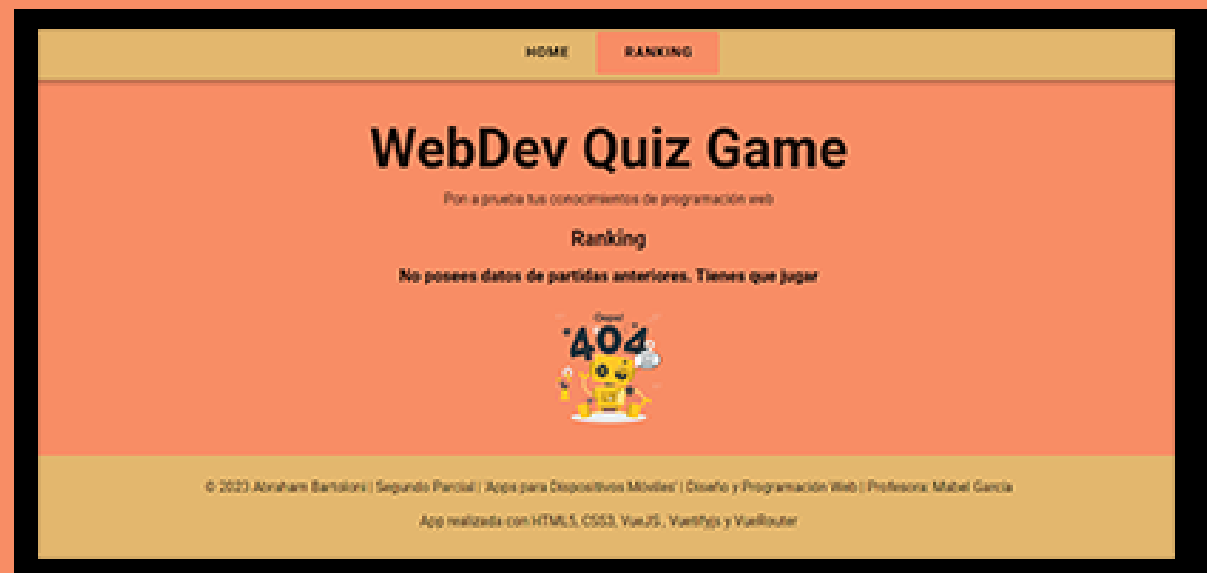 HOME RANKING
WebDev Quiz Game
Pon a prueba tus conocimientos de programación web
Ranking
No posees datos de partidas anteriores. Tienes que jugar
Oops!
404
© 2023 Abraham Bartoloni | Segundo Parcial | 'Apps para Dispositivos Móviles' | Diseño y Programación Web | Profesora: Mabel García
App realizada con HTML5, CSS3, VueJS, Vuetifyjs y VueRouter